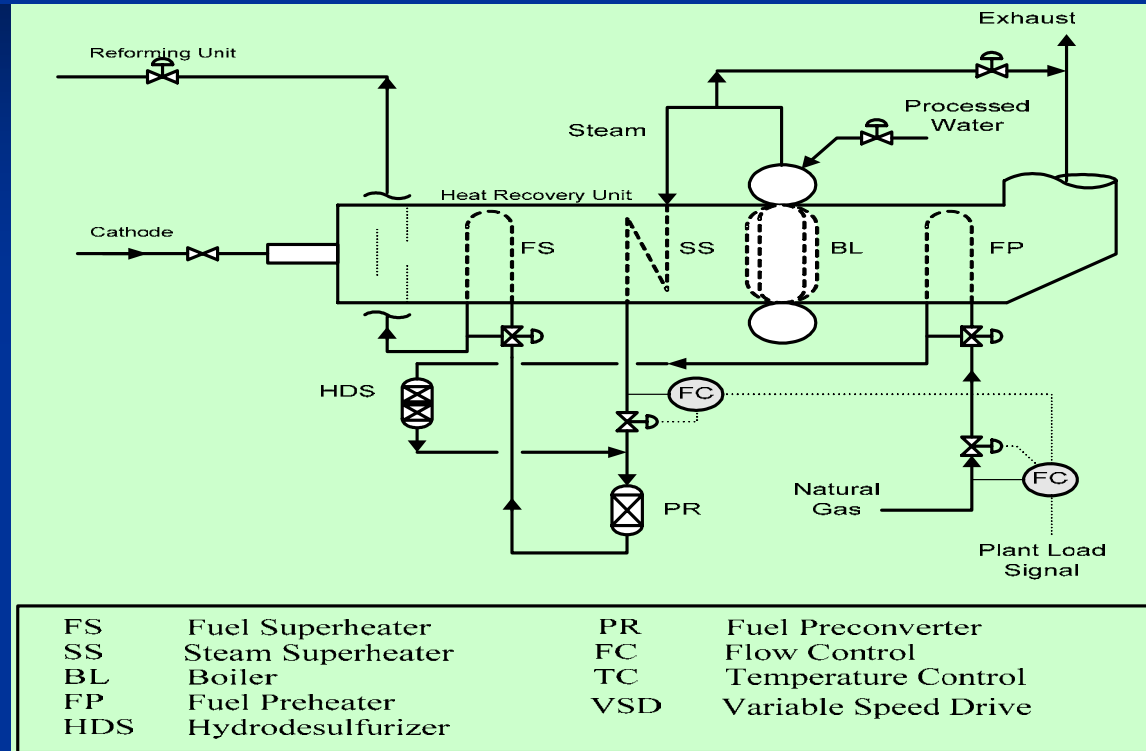 Exhaust
Reforming Unit
Processed
Water
Steam
Heat Recovery Unit
Cathode
FS
SS
BL
FP
HDS
FC
FC
Natural
Gas
PR
Plant Load
Signal
FS Fuel Superheater PR Fuel Preconverter
SS Steam Superheater FC Flow Control
BL Boiler TC Temperature Control
FP Fuel Preheater VSD Variable Speed Drive
HDS Hydrodesulfurizer